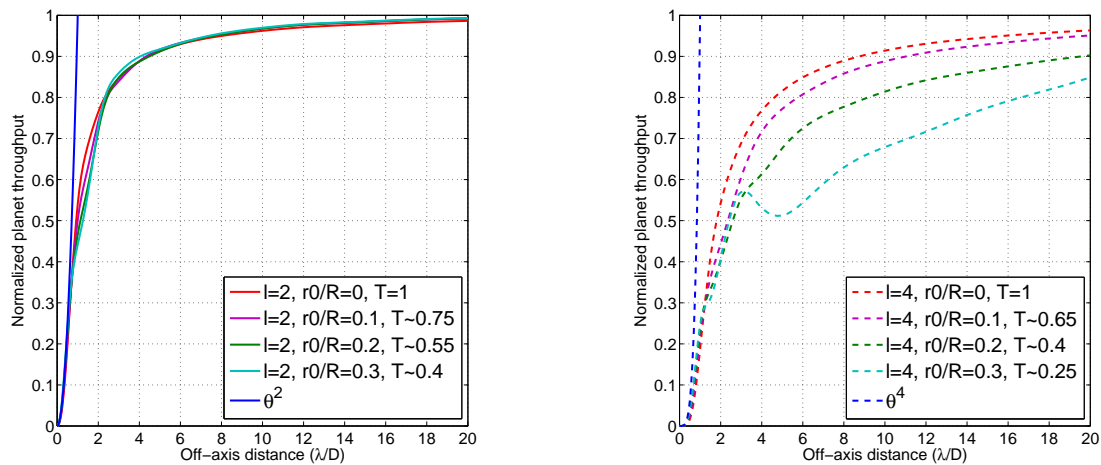 1
0.9
0.8
0.7
0.6
0.5
0.4
0.3
0.2
0.1
0
Normalized planet throughput
0 2 4 6 8 10 12 14 16 18 20
Off−axis distance (λ/D)
l=2, r0/R=0, T=1
l=2, r0/R=0.1, T~0.75
l=2, r0/R=0.2, T~0.55
l=2, r0/R=0.3, T~0.4
θ^2
1
0.9
0.8
0.7
0.6
0.5
0.4
0.3
0.2
0.1
0
Normalized planet throughput
0 2 4 6 8 10 12 14 16 18 20
Off−axis distance (λ/D)
l=4, r0/R=0, T=1
l=4, r0/R=0.1, T~0.65
l=4, r0/R=0.2, T~0.4
l=4, r0/R=0.3, T~0.25
θ^4